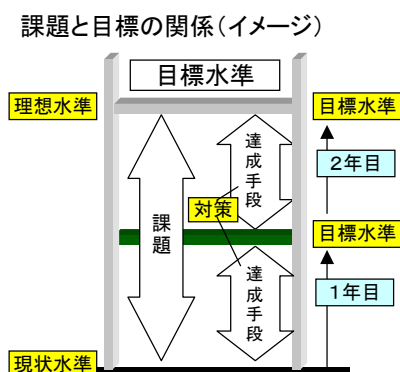 課題と目標の関係（イメージ）
目標水準
理想水準
目標水準
達成手段
2年目
対策
課題
目標水準
達成手段
1年目
現状水準